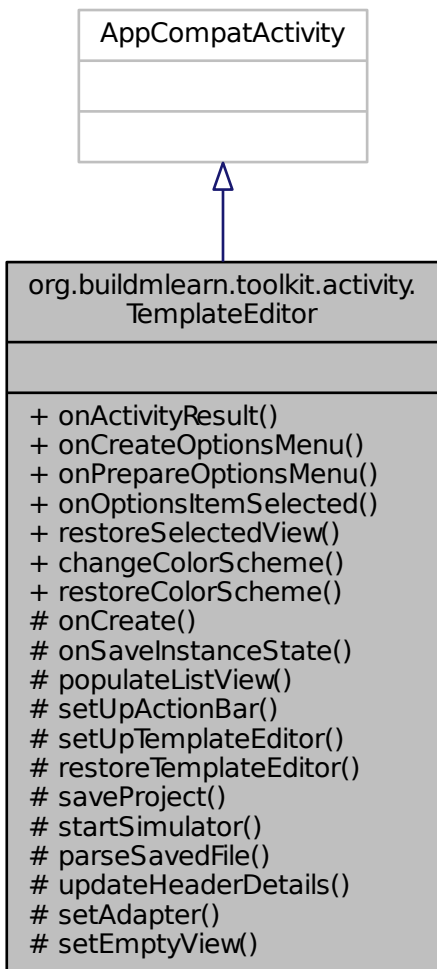 AppCompatActivity
org.buildmlearn.toolkit.activity.
TemplateEditor
+ onActivityResult()
+ onCreateOptionsMenu()
+ onPrepareOptionsMenu()
+ onOptionsItemSelected()
+ restoreSelectedView()
+ changeColorScheme()
+ restoreColorScheme()
# onCreate()
# onSaveInstanceState()
# populateListView()
# setUpActionBar()
# setUpTemplateEditor()
# restoreTemplateEditor()
# saveProject()
# startSimulator()
# parseSavedFile()
# updateHeaderDetails()
# setAdapter()
# setEmptyView()